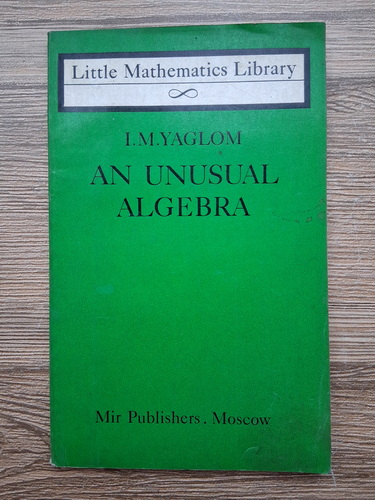 Little Mathematics Library
∞
I.M.YAGLOM
AN UNUSUAL
ALGEBRA
Mir Publishers. Moscow